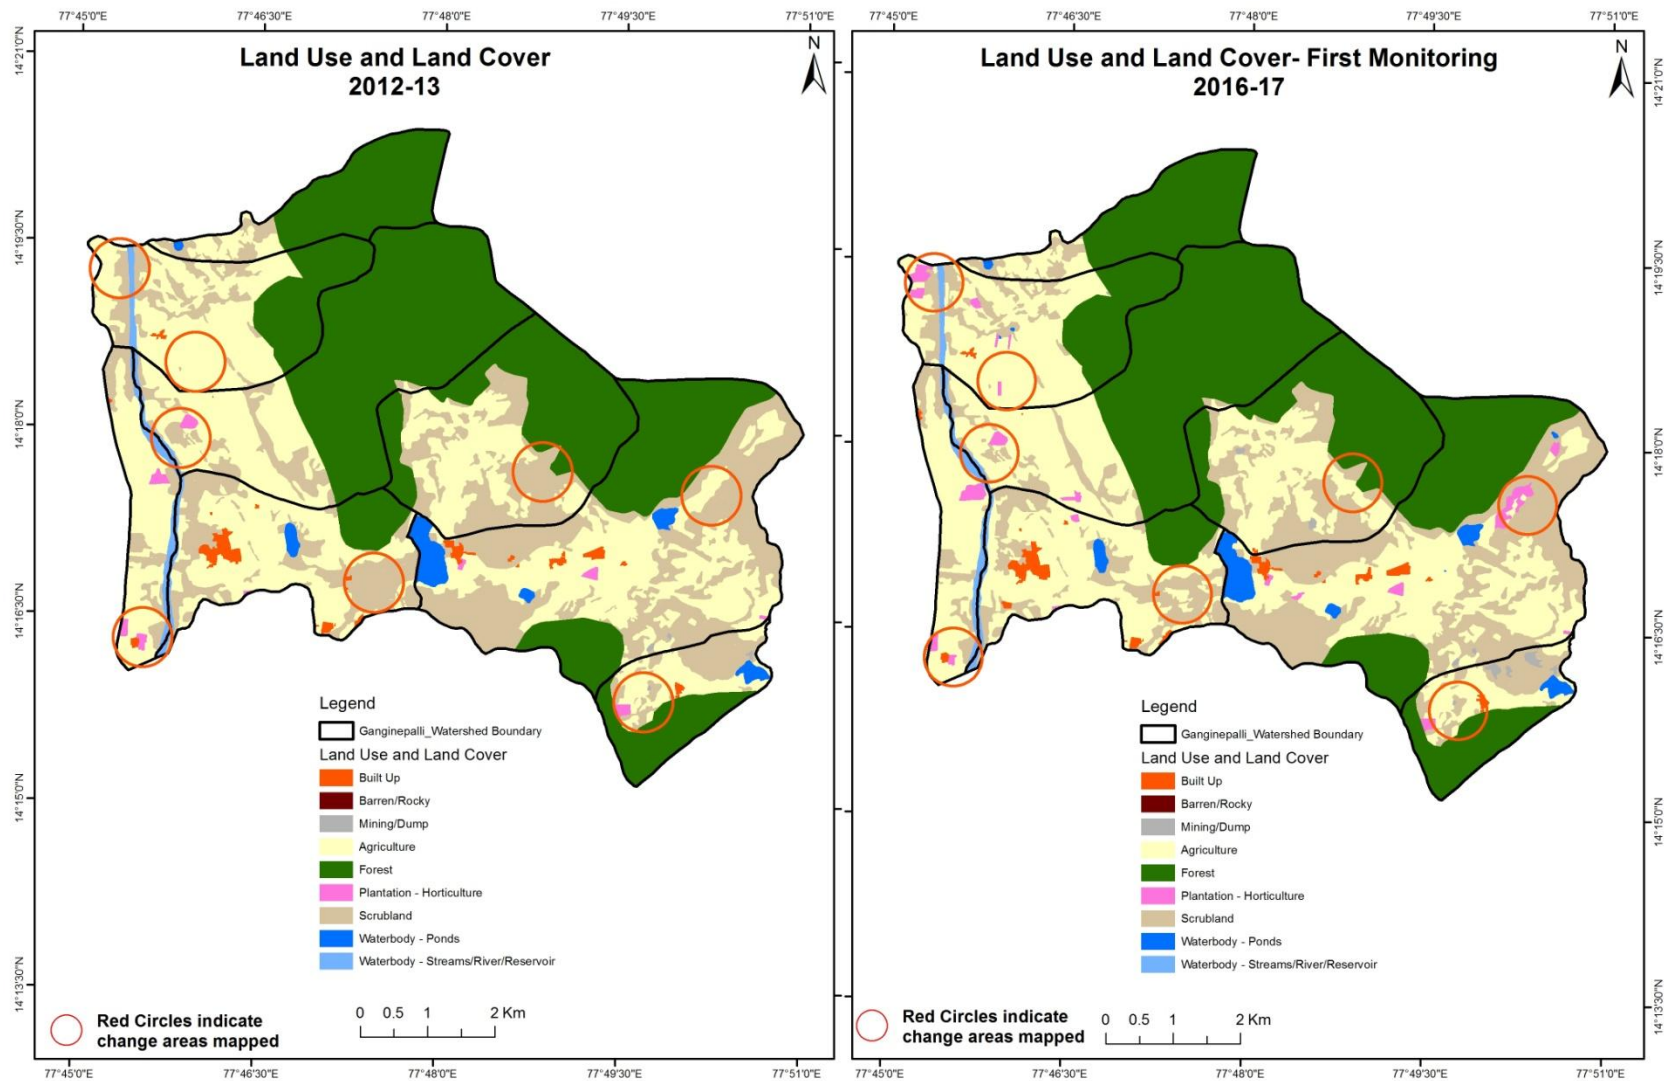 77°45'0"E 77°46'30"E 77°48'0"E 77°49'30"E 77°51'0"E
Land Use and Land Cover
2012-13
N
14°21'0"N
14°19'30"N
14°18'0"N
14°16'30"N
14°15'0"N
14°13'30"N
Legend
Ganginepalli_Watershed Boundary
Land Use and Land Cover
Built Up
Barren/Rocky
Mining/Dump
Agriculture
Forest
Plantation - Horticulture
Scrubland
Waterbody - Ponds
Waterbody - Streams/River/Reservoir
Red Circles indicate
change areas mapped
0 0.5 1 2 Km
77°45'0"E 77°46'30"E 77°48'0"E 77°49'30"E 77°51'0"E
77°45'0"E 77°46'30"E 77°48'0"E 77°49'30"E 77°51'0"E
Land Use and Land Cover- First Monitoring
2016-17
N
14°21'0"N
14°19'30"N
14°18'0"N
14°16'30"N
14°15'0"N
14°13'30"N
Legend
Ganginepalli_Watershed Boundary
Land Use and Land Cover
Built Up
Barren/Rocky
Mining/Dump
Agriculture
Forest
Plantation - Horticulture
Scrubland
Waterbody - Ponds
Waterbody - Streams/River/Reservoir
Red Circles indicate
change areas mapped
0 0.5 1 2 Km
77°45'0"E 77°46'30"E 77°48'0"E 77°49'30"E 77°51'0"E